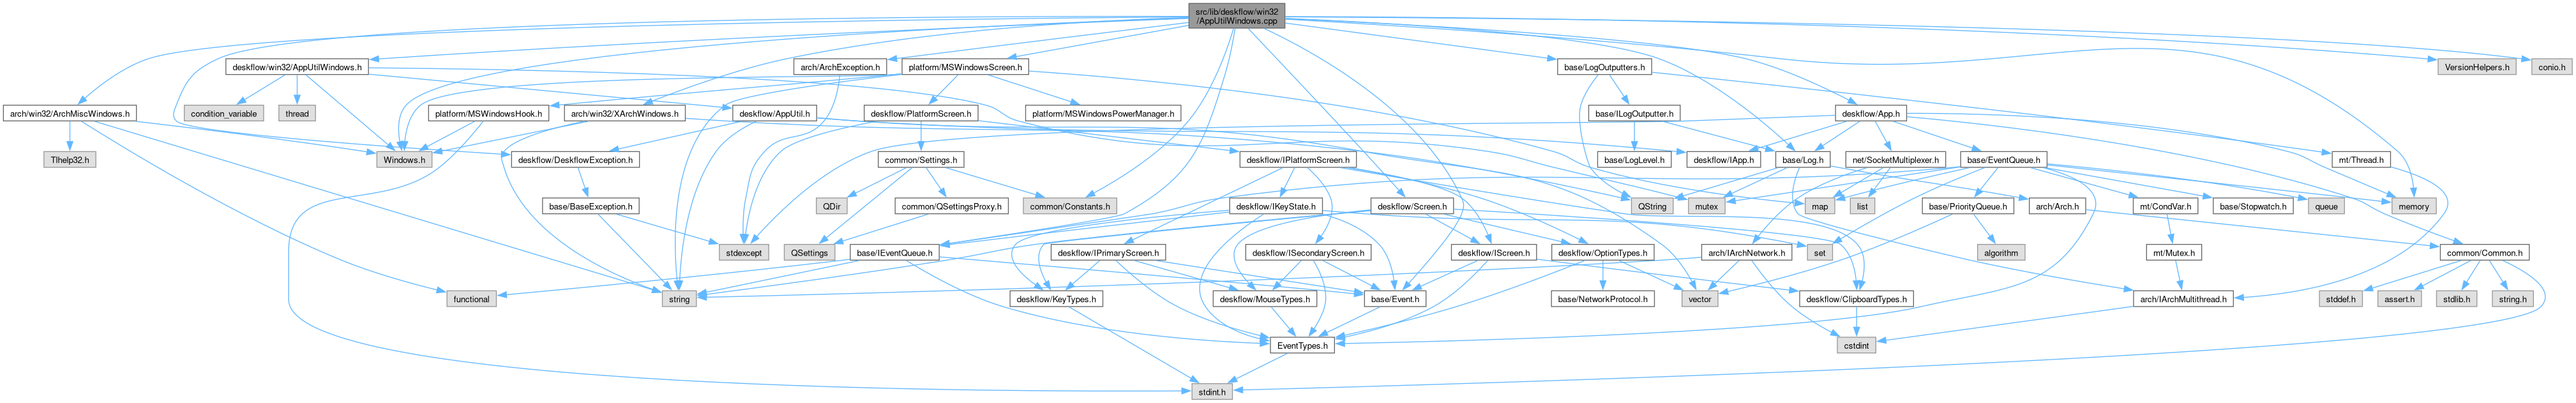 src/lib/deskflow/win32
/AppUtilWindows.cpp
deskflow/win32/AppUtilWindows.h
arch/ArchException.h
platform/MSWindowsScreen.h
base/LogOutputters.h
VersionHelpers.h
conio.h
arch/win32/ArchMiscWindows.h
condition_variable
thread
platform/MSWindowsHook.h
arch/win32/XArchWindows.h
deskflow/AppUtil.h
deskflow/PlatformScreen.h
platform/MSWindowsPowerManager.h
base/ILogOutputter.h
deskflow/App.h
Tlhelp32.h
Windows.h
deskflow/DeskflowException.h
common/Settings.h
deskflow/IPlatformScreen.h
base/LogLevel.h
deskflow/IApp.h
base/Log.h
net/SocketMultiplexer.h
base/EventQueue.h
mt/Thread.h
base/BaseException.h
QDir
common/QSettingsProxy.h
common/Constants.h
deskflow/IKeyState.h
deskflow/Screen.h
QString
mutex
map
list
base/PriorityQueue.h
arch/Arch.h
mt/CondVar.h
base/Stopwatch.h
queue
memory
stdexcept
QSettings
base/IEventQueue.h
deskflow/IPrimaryScreen.h
deskflow/ISecondaryScreen.h
deskflow/IScreen.h
deskflow/OptionTypes.h
arch/IArchNetwork.h
set
algorithm
mt/Mutex.h
common/Common.h
functional
string
deskflow/KeyTypes.h
deskflow/MouseTypes.h
base/Event.h
base/NetworkProtocol.h
vector
deskflow/ClipboardTypes.h
arch/IArchMultithread.h
stddef.h
assert.h
stdlib.h
string.h
EventTypes.h
cstdint
stdint.h